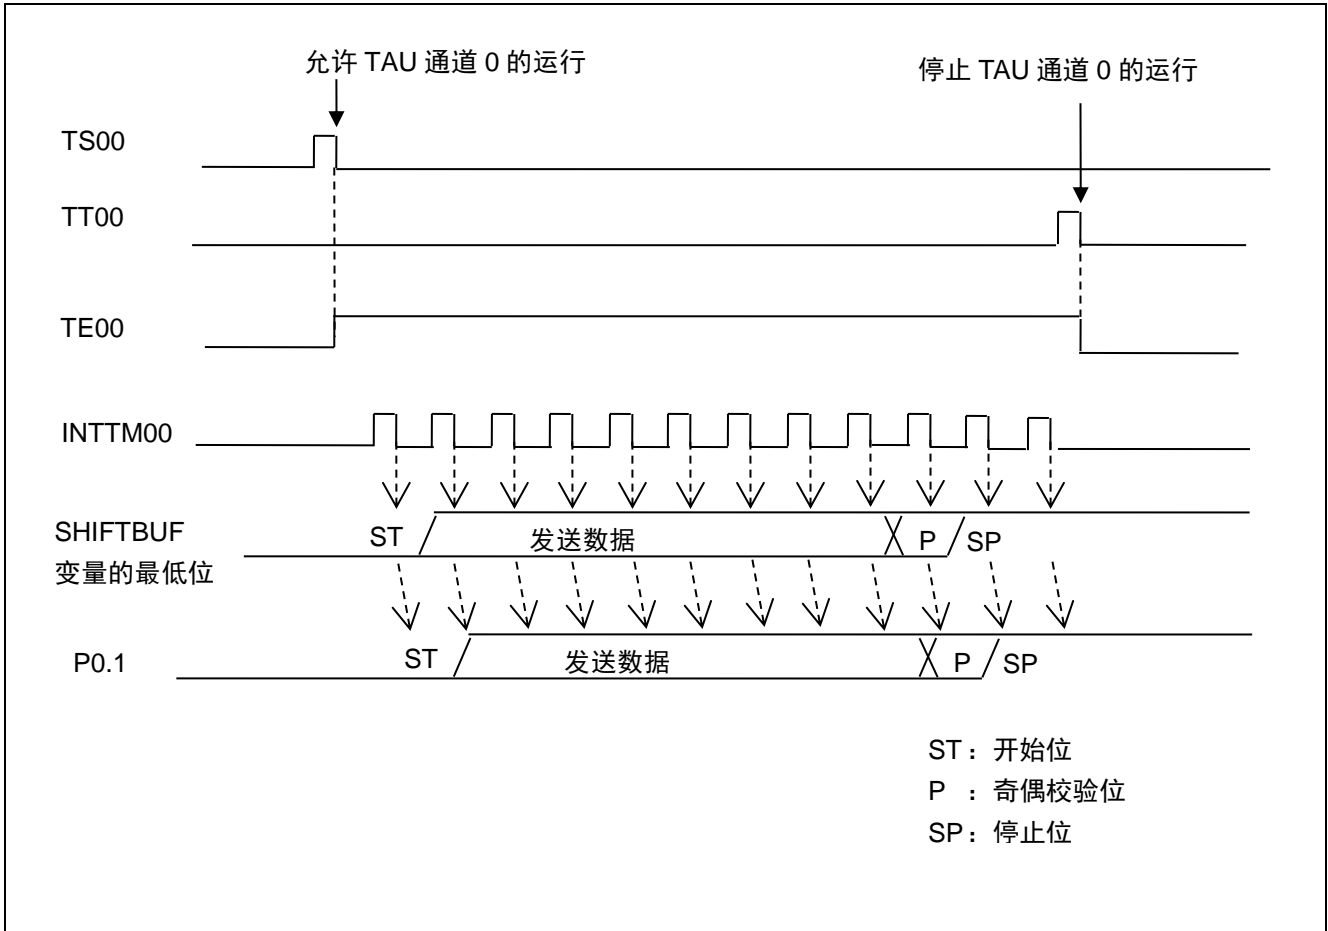 允许 TAU 通道 0 的运行
停止 TAU 通道 0 的运行
TS00
TT00
TE00
INTTM00
SHIFTBUF
变量的最低位
ST
发送数据
P
SP
P0.1
ST
发送数据
P
SP
ST：开始位
P ：奇偶校验位
SP：停止位